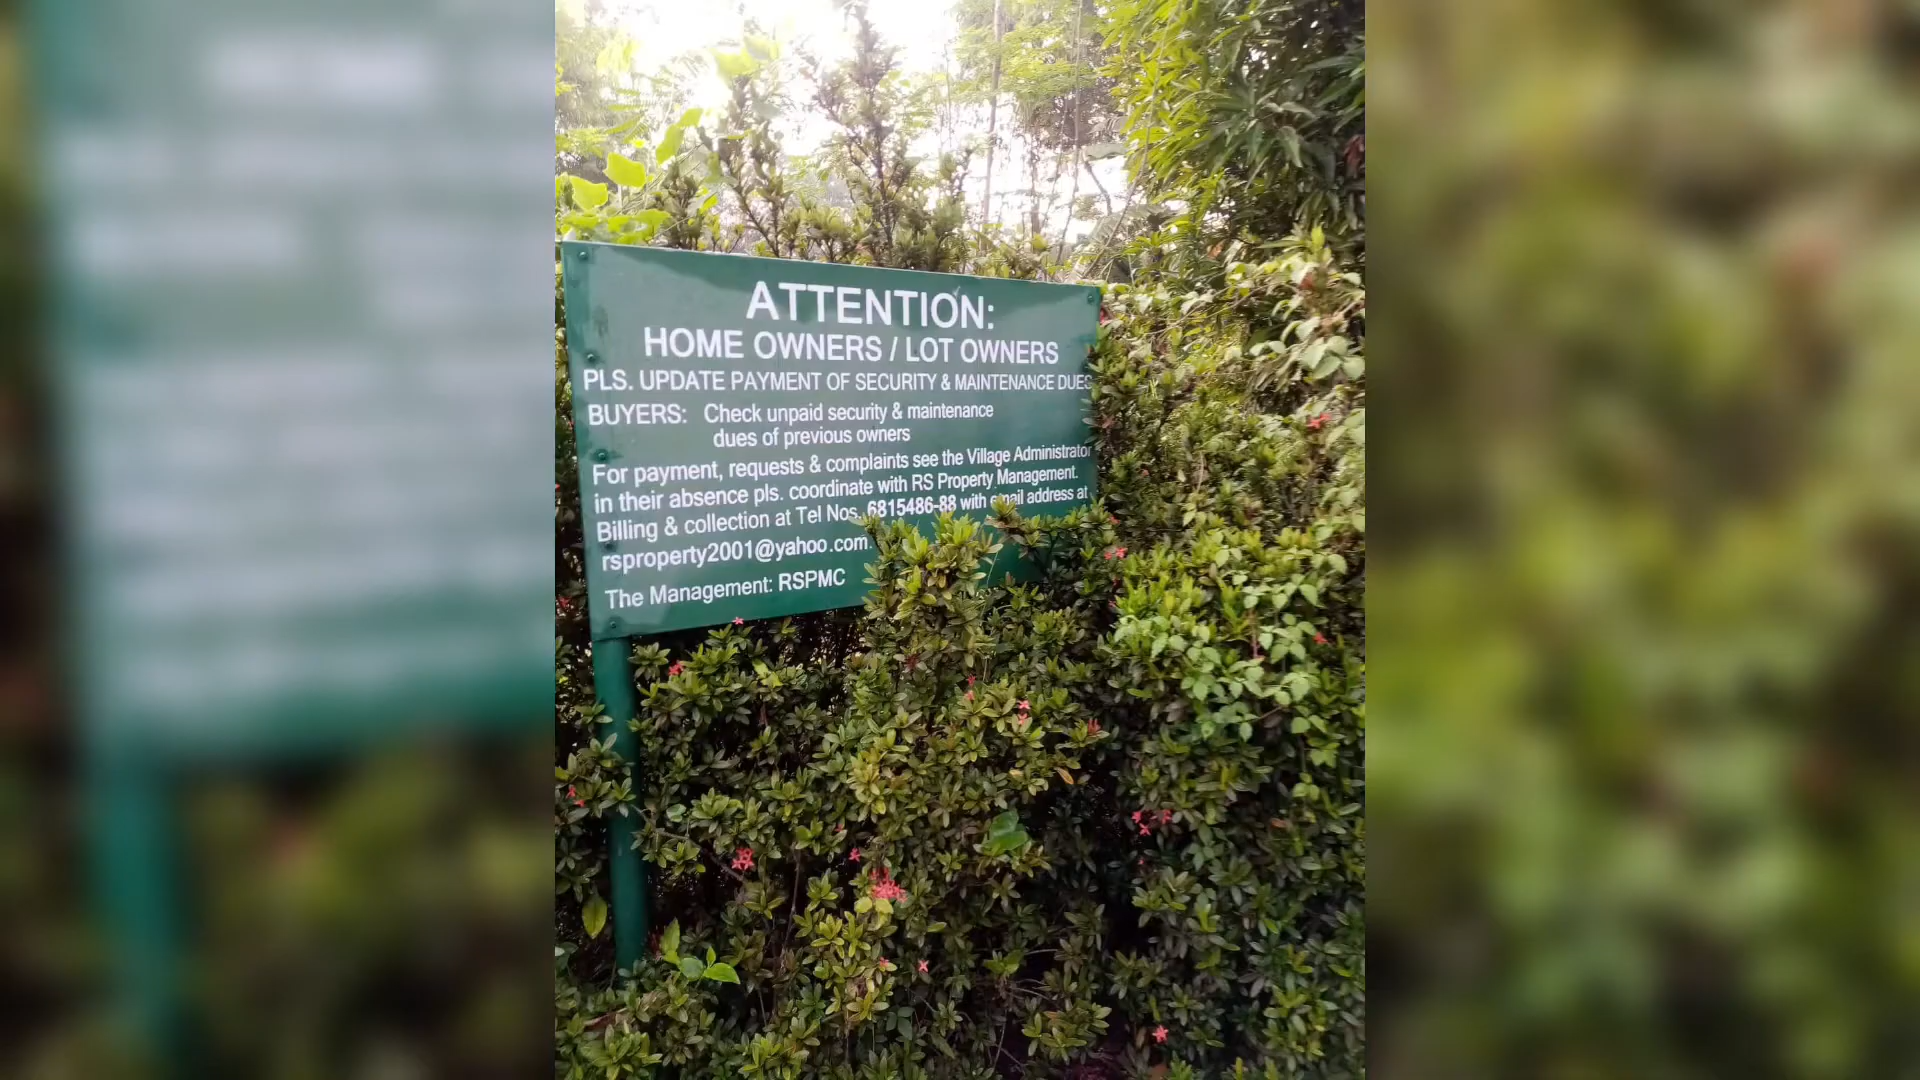 ATTENTION:
HOME OWNERS / LOT OWNERS
PLS. UPDATE PAYMENT OF SECURITY & MAINTENANCE DUES
BUYERS: Check unpaid security & maintenance
dues of previous owners
For payment, requests & complaints see the Village Administrator
in their absence pls. coordinate with RS Property Management.
Billing & collection at Tel Nos. 6815486-88 with email address at
rsproperty2001@yahoo.com.
The Management: RSPMC